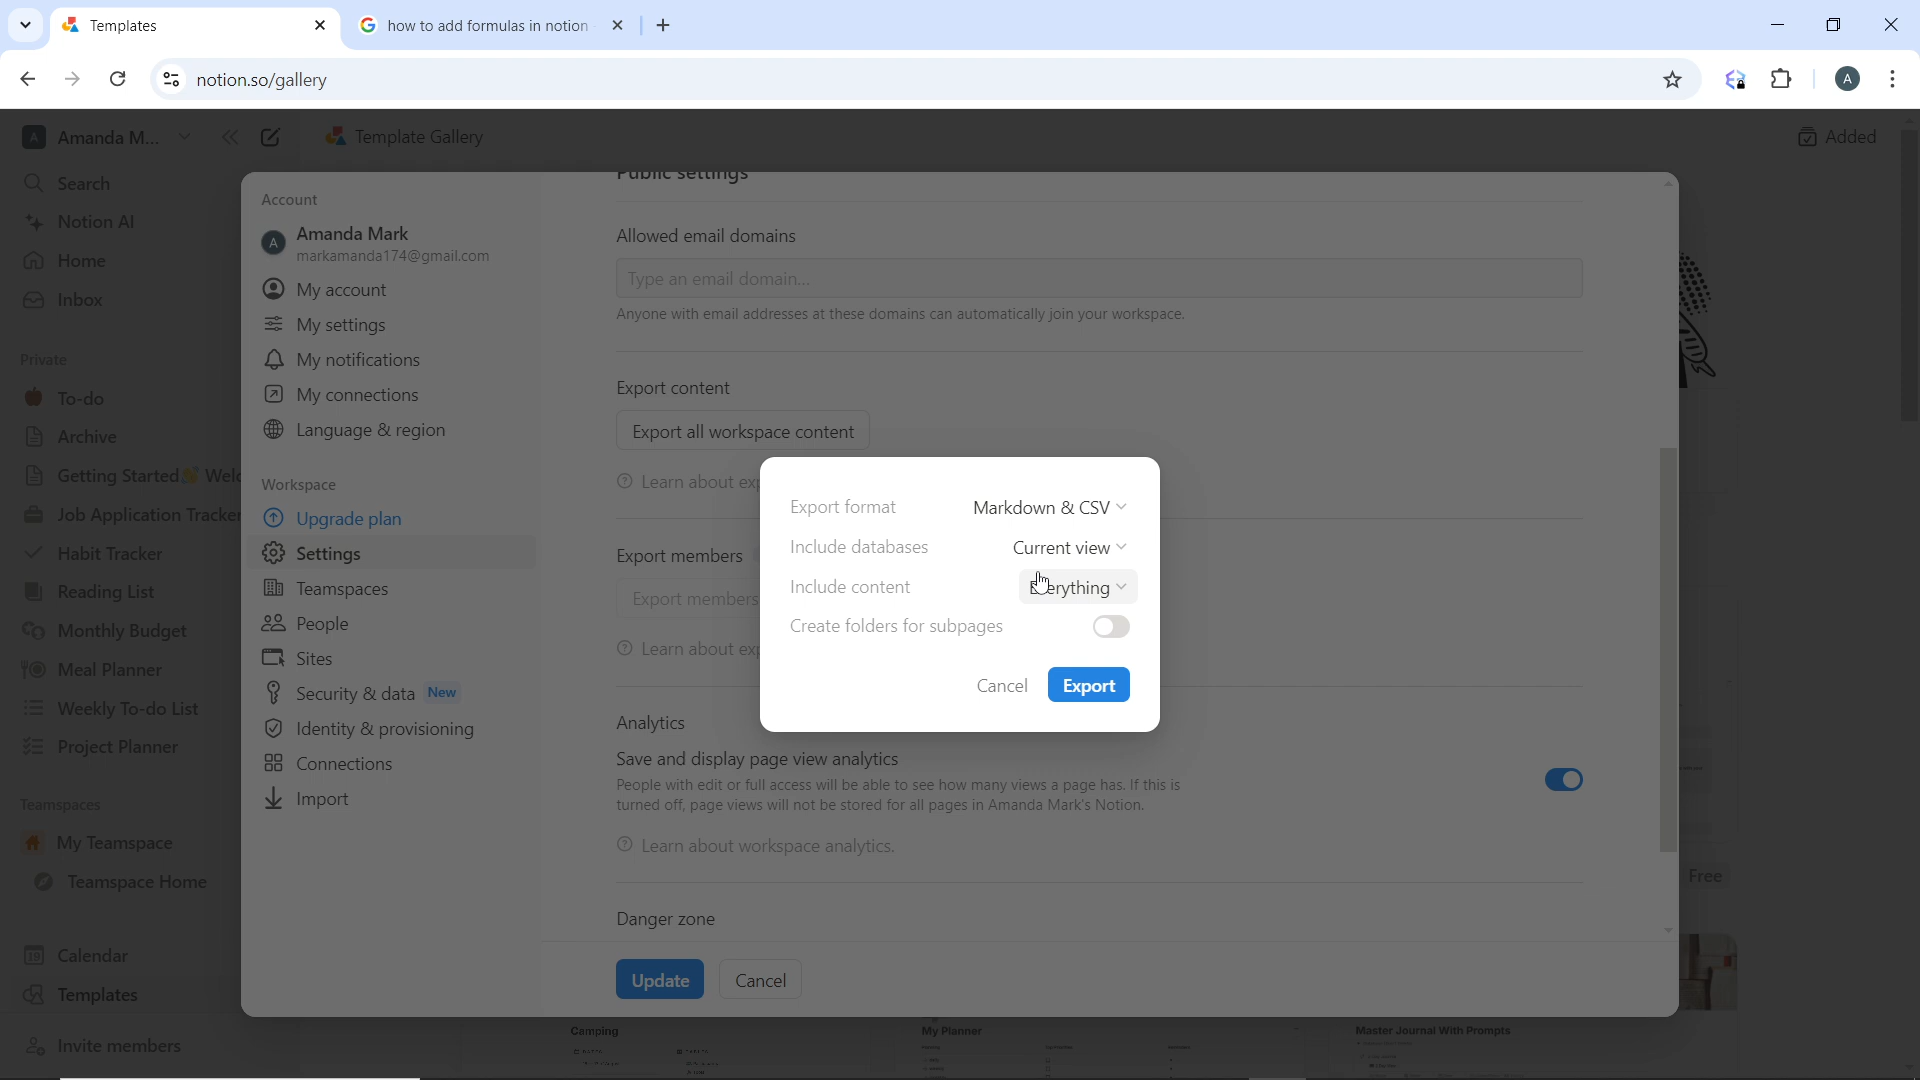 Templates
how to add formulas in notion
notion.so/gallery
A
A Amanda M...
Template Gallery
Added
Search
Notion AI
Home
Inbox
Private
To-do
Archive
Getting Started👋 Welc
Job Application Tracker
Habit Tracker
Reading List
Monthly Budget
Meal Planner
Weekly To-do List
Project Planner
Teamspaces
My Teamspace
Teamspace Home
19 Calendar
Templates
Invite members
Account
A Amanda Mark
markamanda174@gmail.com
My account
My settings
My notifications
My connections
Language & region
Workspace
Upgrade plan
Settings
Teamspaces
People
Sites
Security & data New
Identity & provisioning
Connections
Import
Public settings
Allowed email domains
Type an email domain...
Anyone with email addresses at these domains can automatically join your workspace.
Export content
Export all workspace content
Learn about exp
Export members
Export members
Learn about exp
Analytics
Save and display page view analytics
People with edit or full access will be able to see how many views a page has. If this is
turned off, page views will not be stored for all pages in Amanda Mark's Notion.
Learn about workspace analytics.
Danger zone
Update Cancel
Export format Markdown & CSV
Include databases Current view
Include content Everything
Create folders for subpages
Cancel Export
Free
Camping
My Planner
Master Journal With Prompts